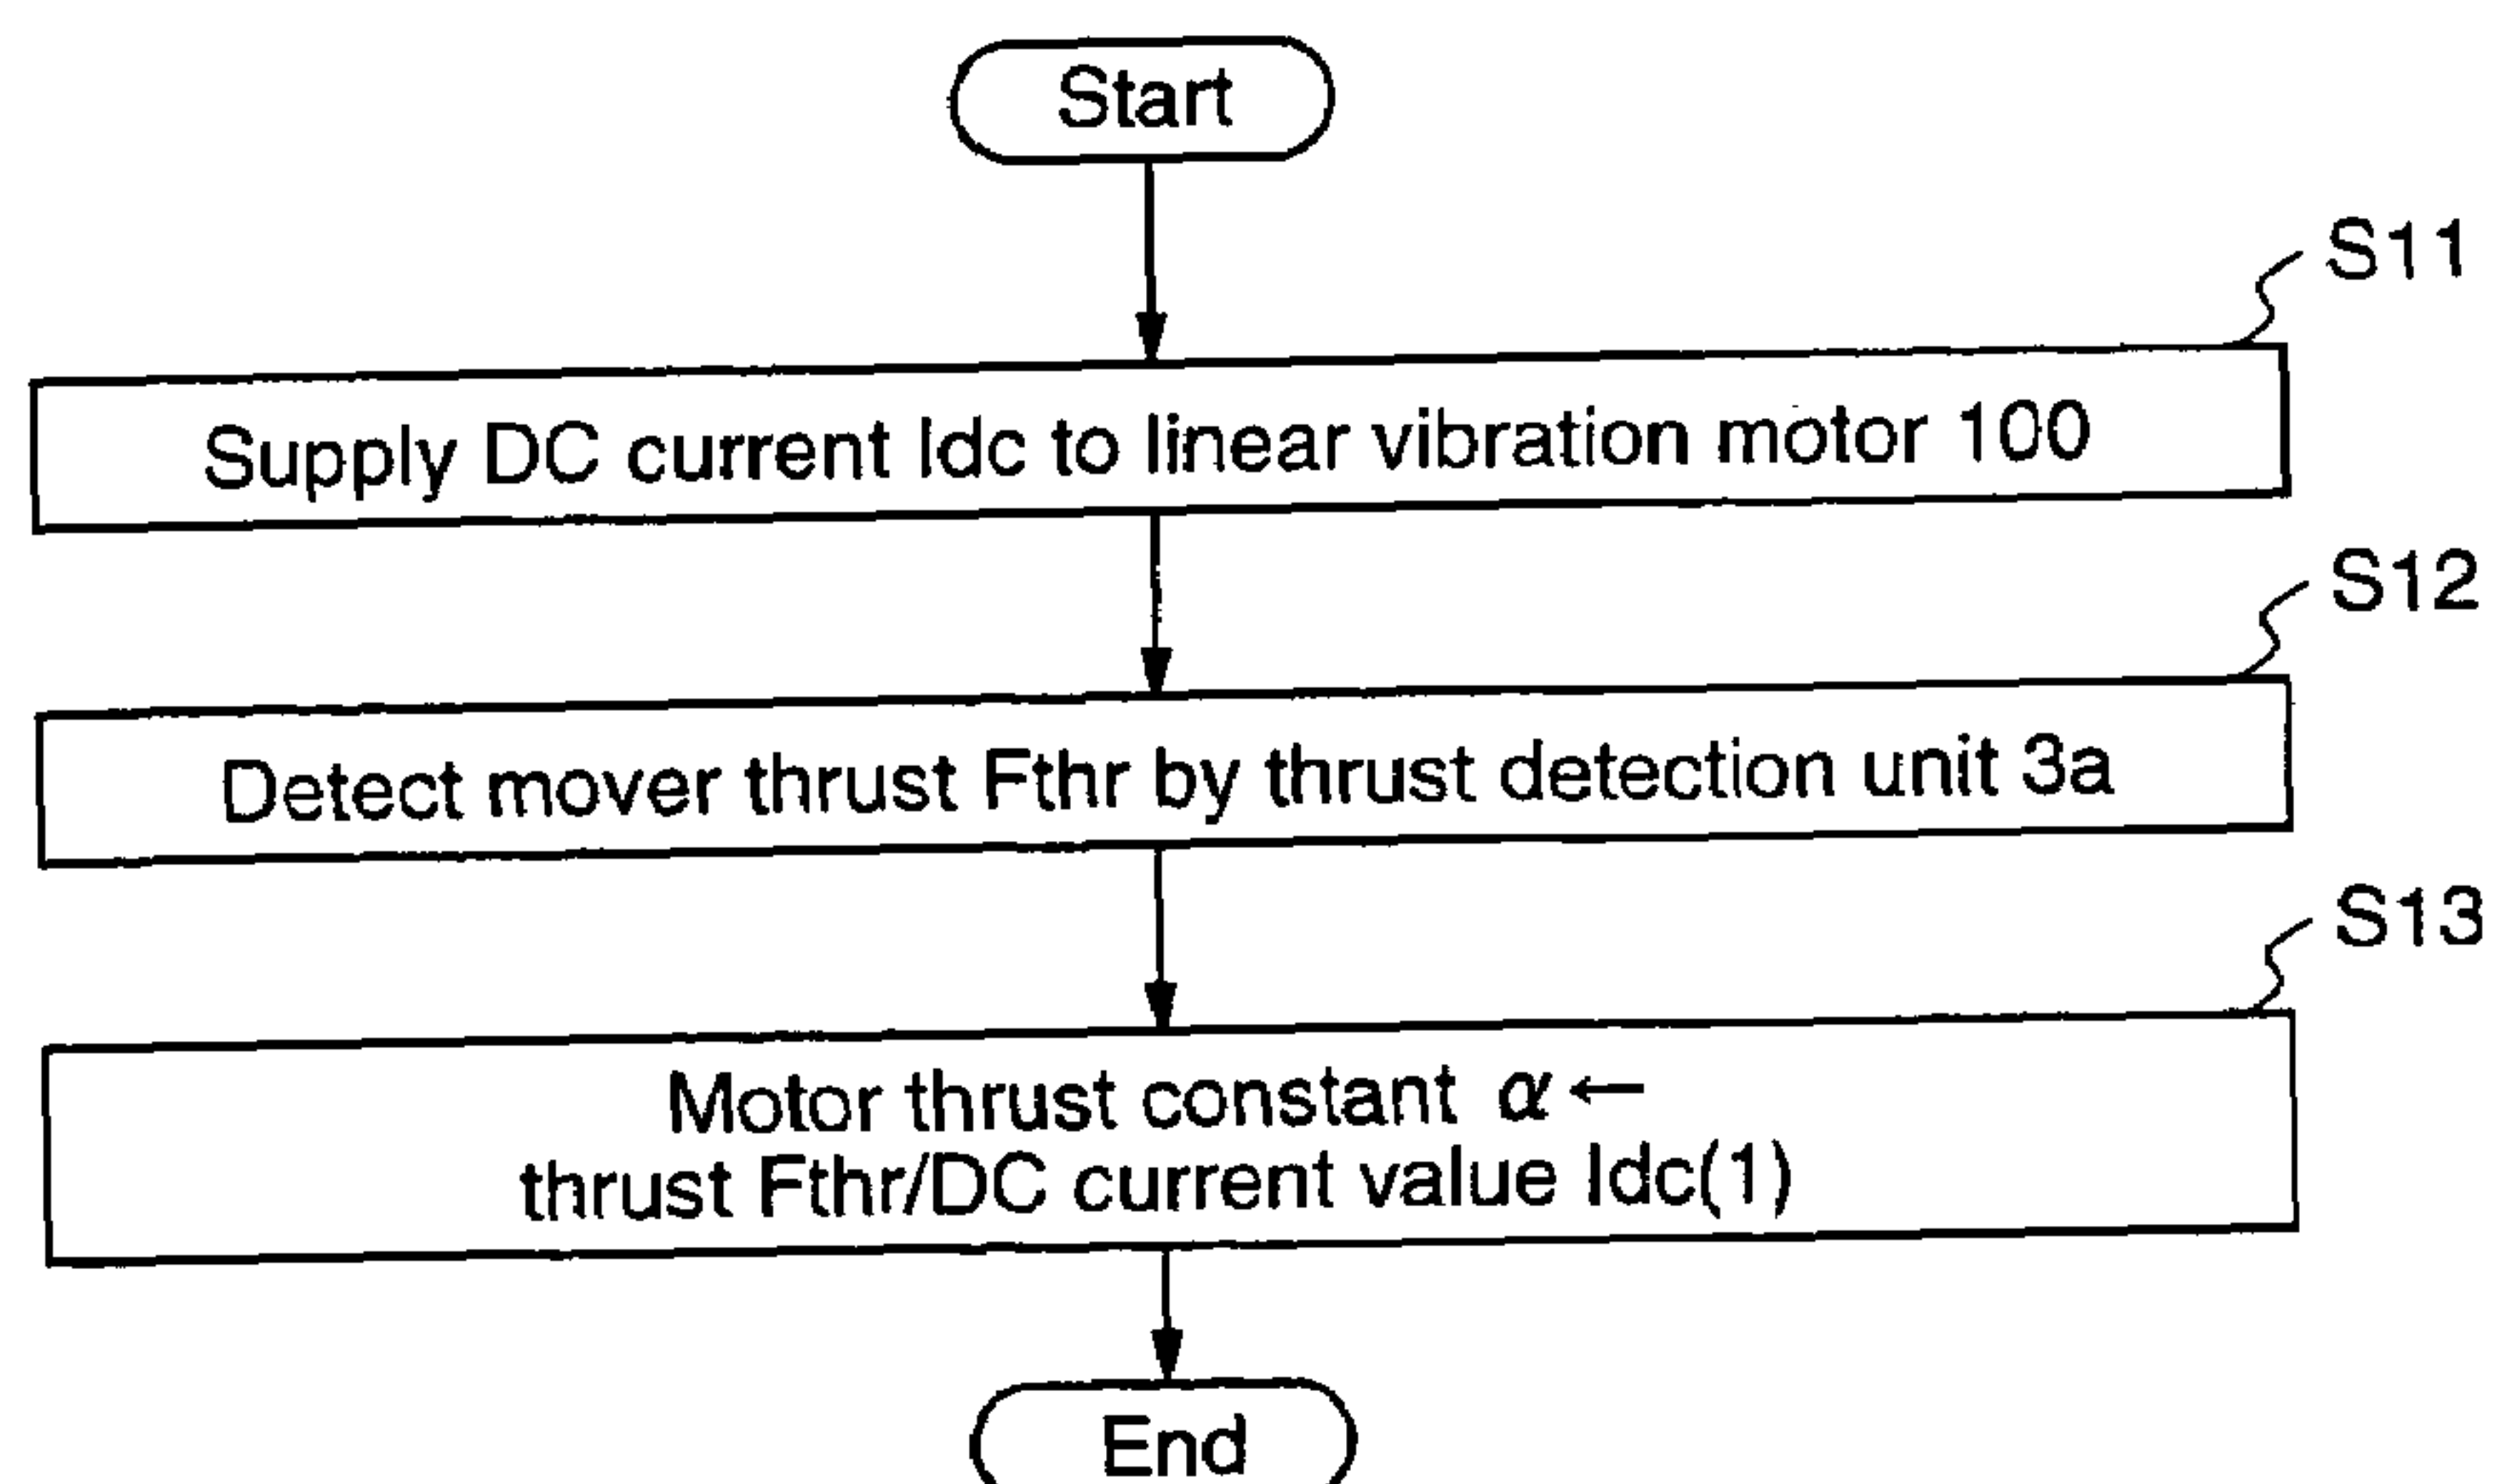 Start
S11
Supply DC current Idc to linear vibration motor 100
S12
Detect mover thrust Fthr by thrust detection unit 3a
S13
Motor thrust constant α ←
thrust Fthr/DC current value Idc(1)
End